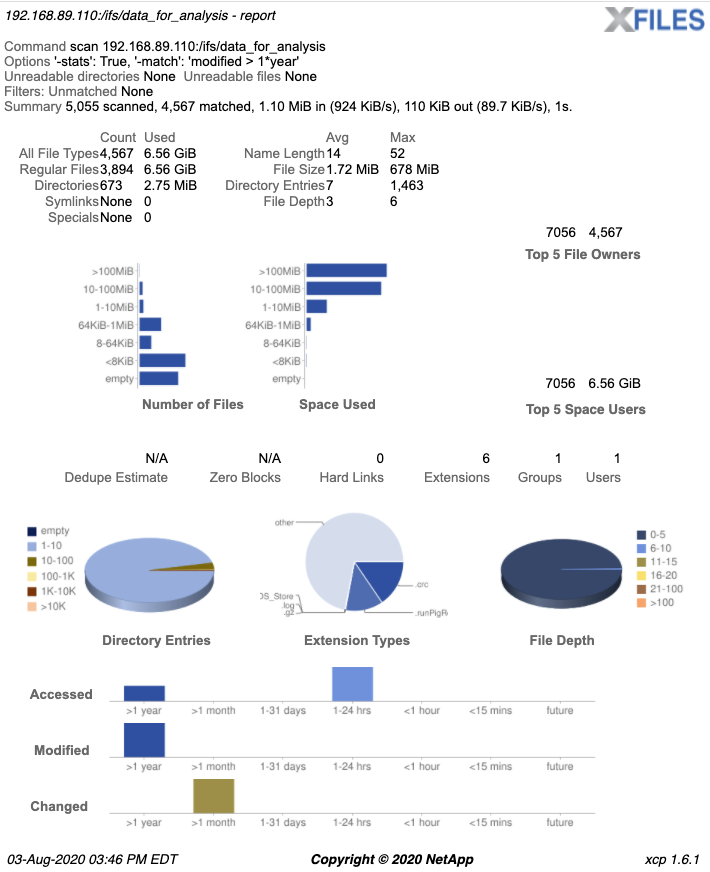 192.168.89.110:/ifs/data_for_analysis - report
XFILES
Command scan 192.168.89.110:/ifs/data_for_analysis
Options '-stats': True, '-match': 'modified > 1*year'
Unreadable directories None Unreadable files None
Filters: Unmatched None
Summary 5,055 scanned, 4,567 matched, 1.10 MiB in (924 KiB/s), 110 KiB out (89.7 KiB/s), 1s.
Count Used
All File Types 4,567 6.56 GiB
Regular Files 3,894 6.56 GiB
Directories 673 2.75 MiB
Symlinks None 0
Specials None 0
Avg Max
Name Length 14 52
File Size 1.72 MiB 678 MiB
Directory Entries 7 1,463
File Depth 3 6
7056 4,567
Top 5 File Owners
>100MiB
10-100MiB
1-10MiB
64KiB-1MiB
8-64KiB
<8KiB
empty
Number of Files
>100MiB
10-100MiB
1-10MiB
64KiB-1MiB
8-64KiB
<8KiB
empty
Space Used
7056 6.56 GiB
Top 5 Space Users
N/A N/A 0 6 1 1
Dedupe Estimate Zero Blocks Hard Links Extensions Groups Users
empty
1-10
10-100
100-1K
1K-10K
>10K
Directory Entries
other
.crc
.runPigR
DS_Store
.log
.gz
Extension Types
0-5
6-10
11-15
16-20
21-100
>100
File Depth
Accessed
>1 year >1 month 1-31 days 1-24 hrs <1 hour <15 mins future
Modified
>1 year >1 month 1-31 days 1-24 hrs <1 hour <15 mins future
Changed
>1 year >1 month 1-31 days 1-24 hrs <1 hour <15 mins future
03-Aug-2020 03:46 PM EDT Copyright © 2020 NetApp xcp 1.6.1